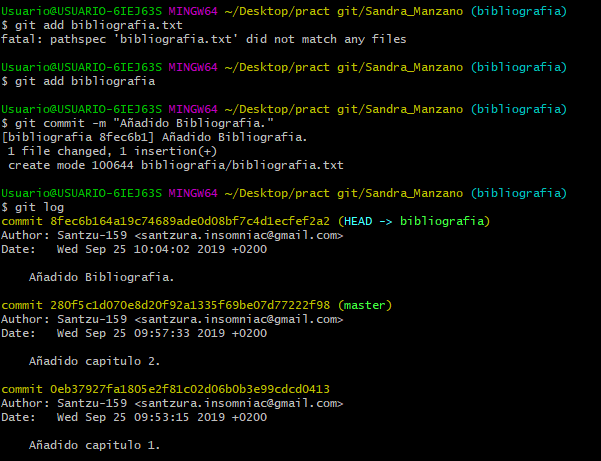 Usuario@USUARIO-6IEJ63S MINGW64 ~/Desktop/pract git/Sandra_Manzano (bibliografia)
$ git add bibliografia.txt
fatal: pathspec 'bibliografia.txt' did not match any files
Usuario@USUARIO-6IEJ63S MINGW64 ~/Desktop/pract git/Sandra_Manzano (bibliografia)
$ git add bibliografia
Usuario@USUARIO-6IEJ63S MINGW64 ~/Desktop/pract git/Sandra_Manzano (bibliografia)
$ git commit -m "Añadido Bibliografia."
[bibliografia 8fec6b1] Añadido Bibliografia.
1 file changed, 1 insertion(+)
create mode 100644 bibliografia/bibliografia.txt
Usuario@USUARIO-6IEJ63S MINGW64 ~/Desktop/pract git/Sandra_Manzano (bibliografia)
$ git log
commit 8fec6b164a19c74689ade0d08bf7c4d1ecfef2a2 (HEAD -> bibliografia)
Author: Santzu-159 <santzura.insomniac@gmail.com>
Date:   Wed Sep 25 10:04:02 2019 +0200
Añadido Bibliografia.
commit 280f5c1d070e8d20f92a1335f69be07d77222f98 (master)
Author: Santzu-159 <santzura.insomniac@gmail.com>
Date:   Wed Sep 25 09:57:33 2019 +0200
Añadido capitulo 2.
commit 0eb37927fa1805e2f81c02d06b0b3e99cdcd0413
Author: Santzu-159 <santzura.insomniac@gmail.com>
Date:   Wed Sep 25 09:53:15 2019 +0200
Añadido capitulo 1.